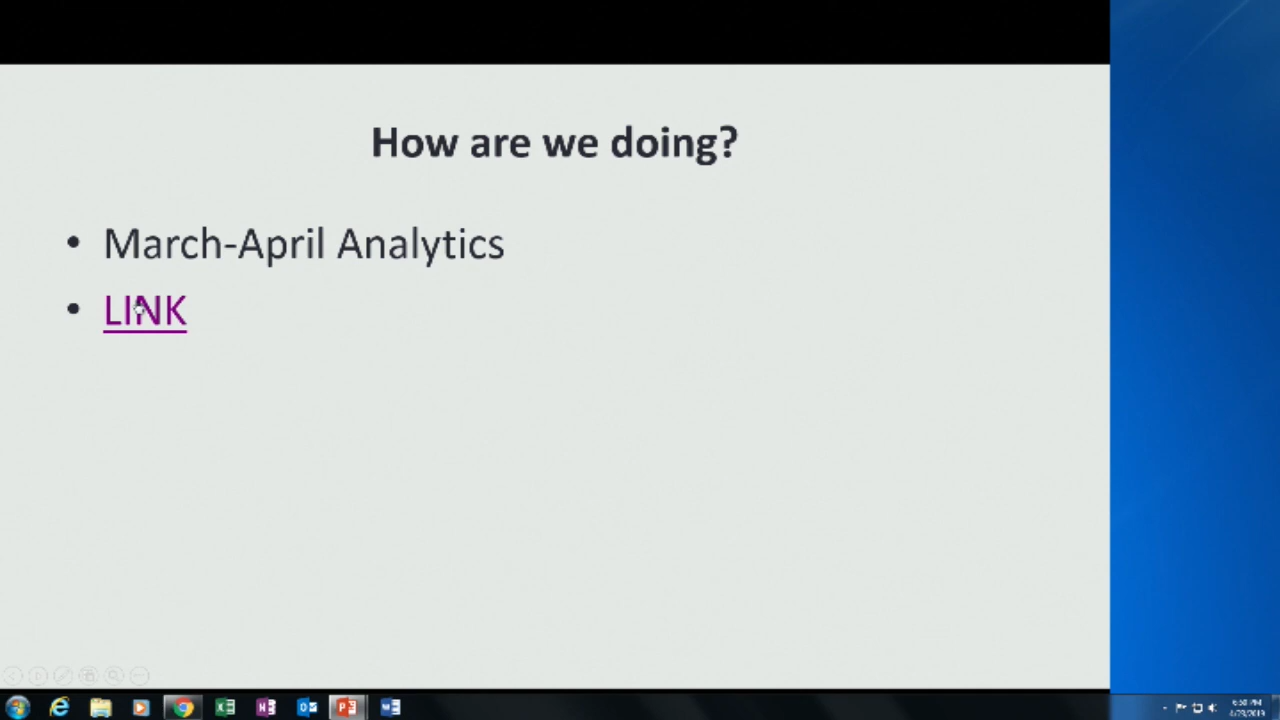 How are we doing?
• March-April Analytics
• LINK